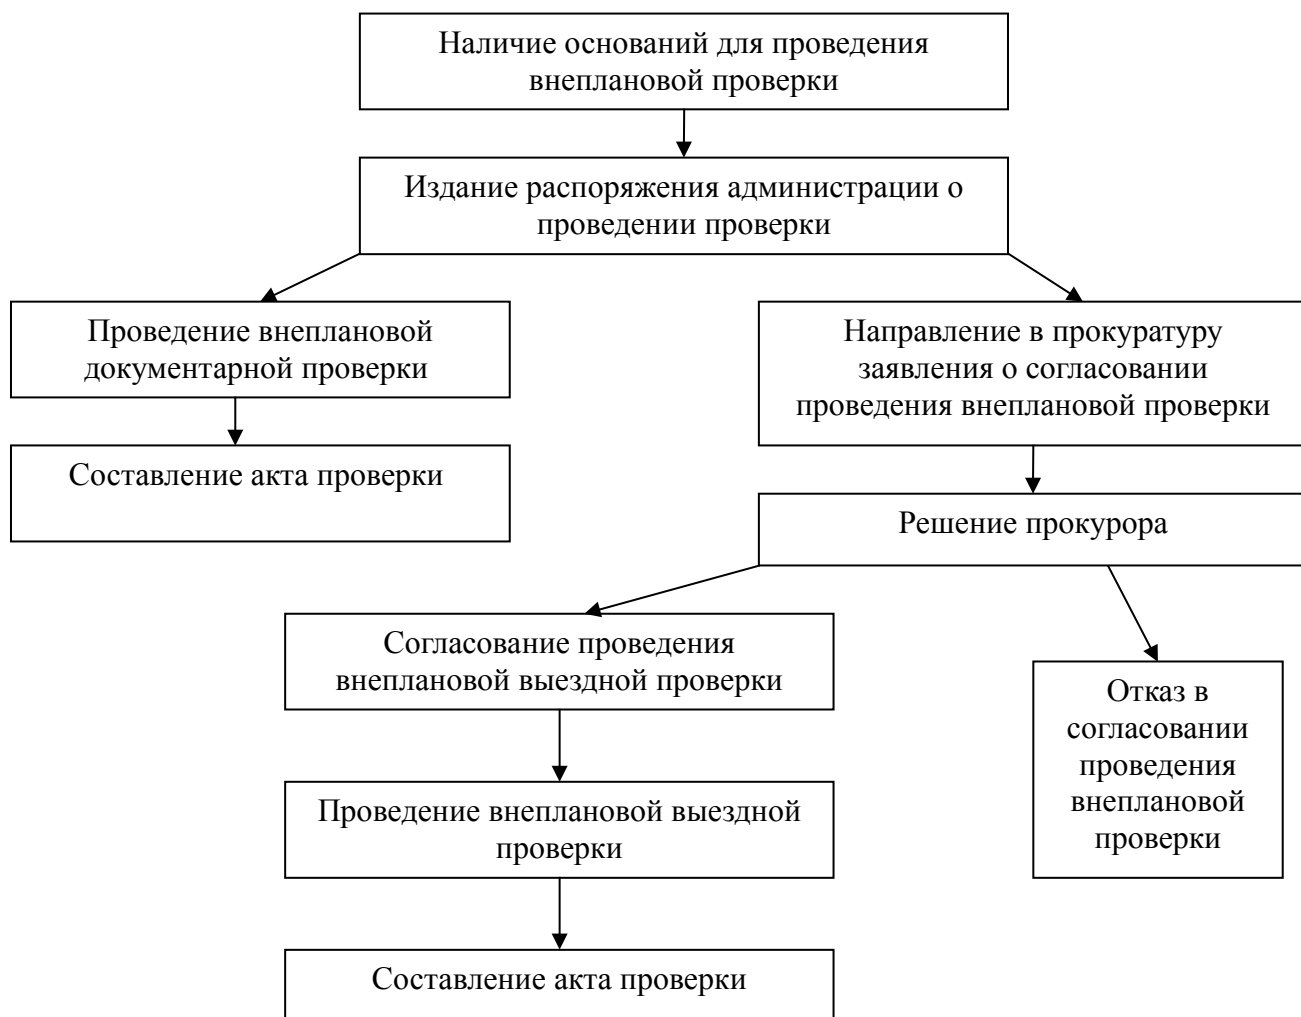 Наличие оснований для проведения
внеплановой проверки
Издание распоряжения администрации о
проведении проверки
Проведение внеплановой
документарной проверки
Направление в прокуратуру
заявления о согласовании
проведения внеплановой проверки
Составление акта проверки
Решение прокурора
Согласование проведения
внеплановой выездной проверки
Отказ в
согласовании
проведения
внеплановой
проверки
Проведение внеплановой выездной
проверки
Составление акта проверки